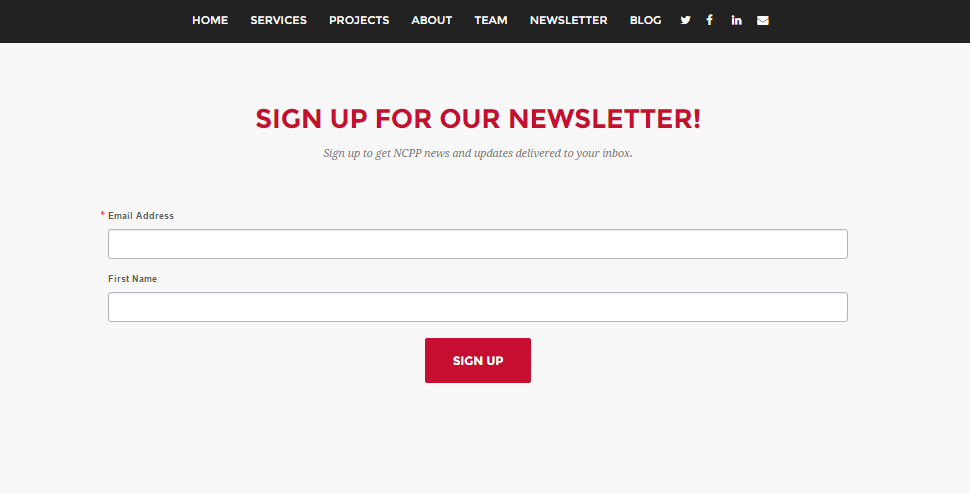 HOME SERVICES PROJECTS ABOUT TEAM NEWSLETTER BLOG
SIGN UP FOR OUR NEWSLETTER!
Sign up to get NCPP news and updates delivered to your inbox.
* Email Address
First Name
SIGN UP